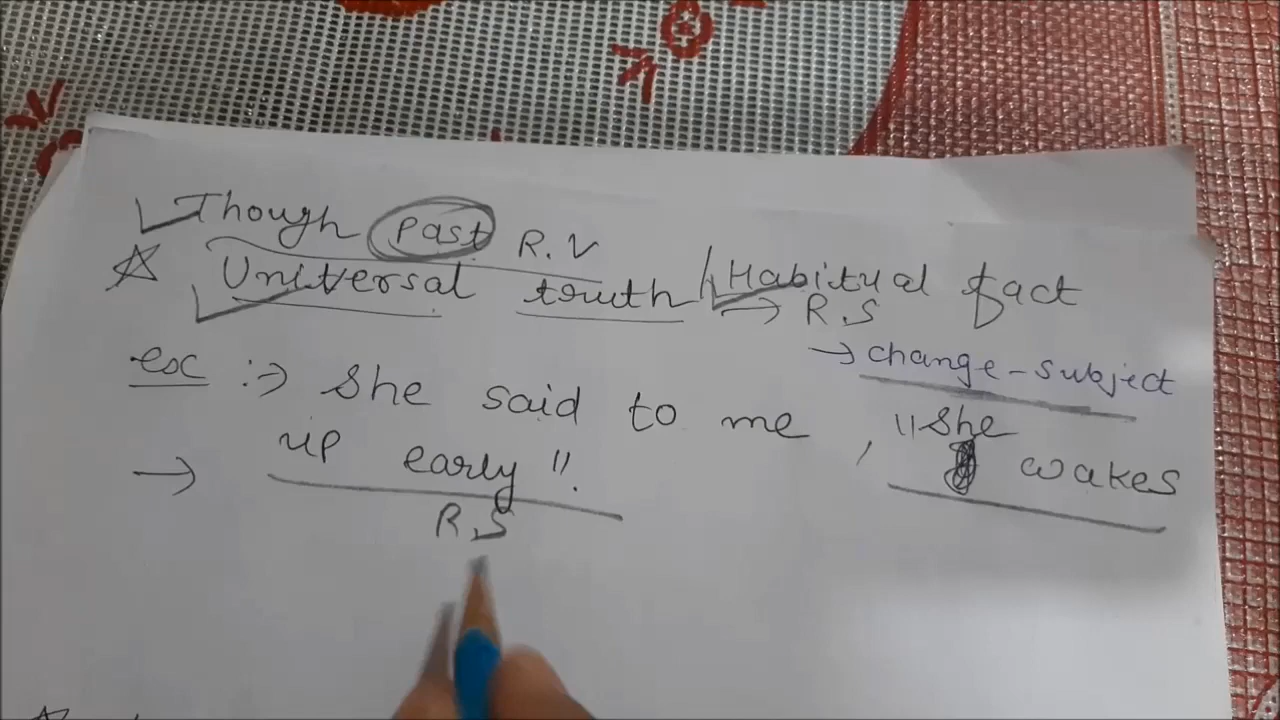 Though past R.V
Universal truth / Habitual fact
→ R.S
→ change-subject
ex :→ She said to me, "She wakes
→ up early".
R.S